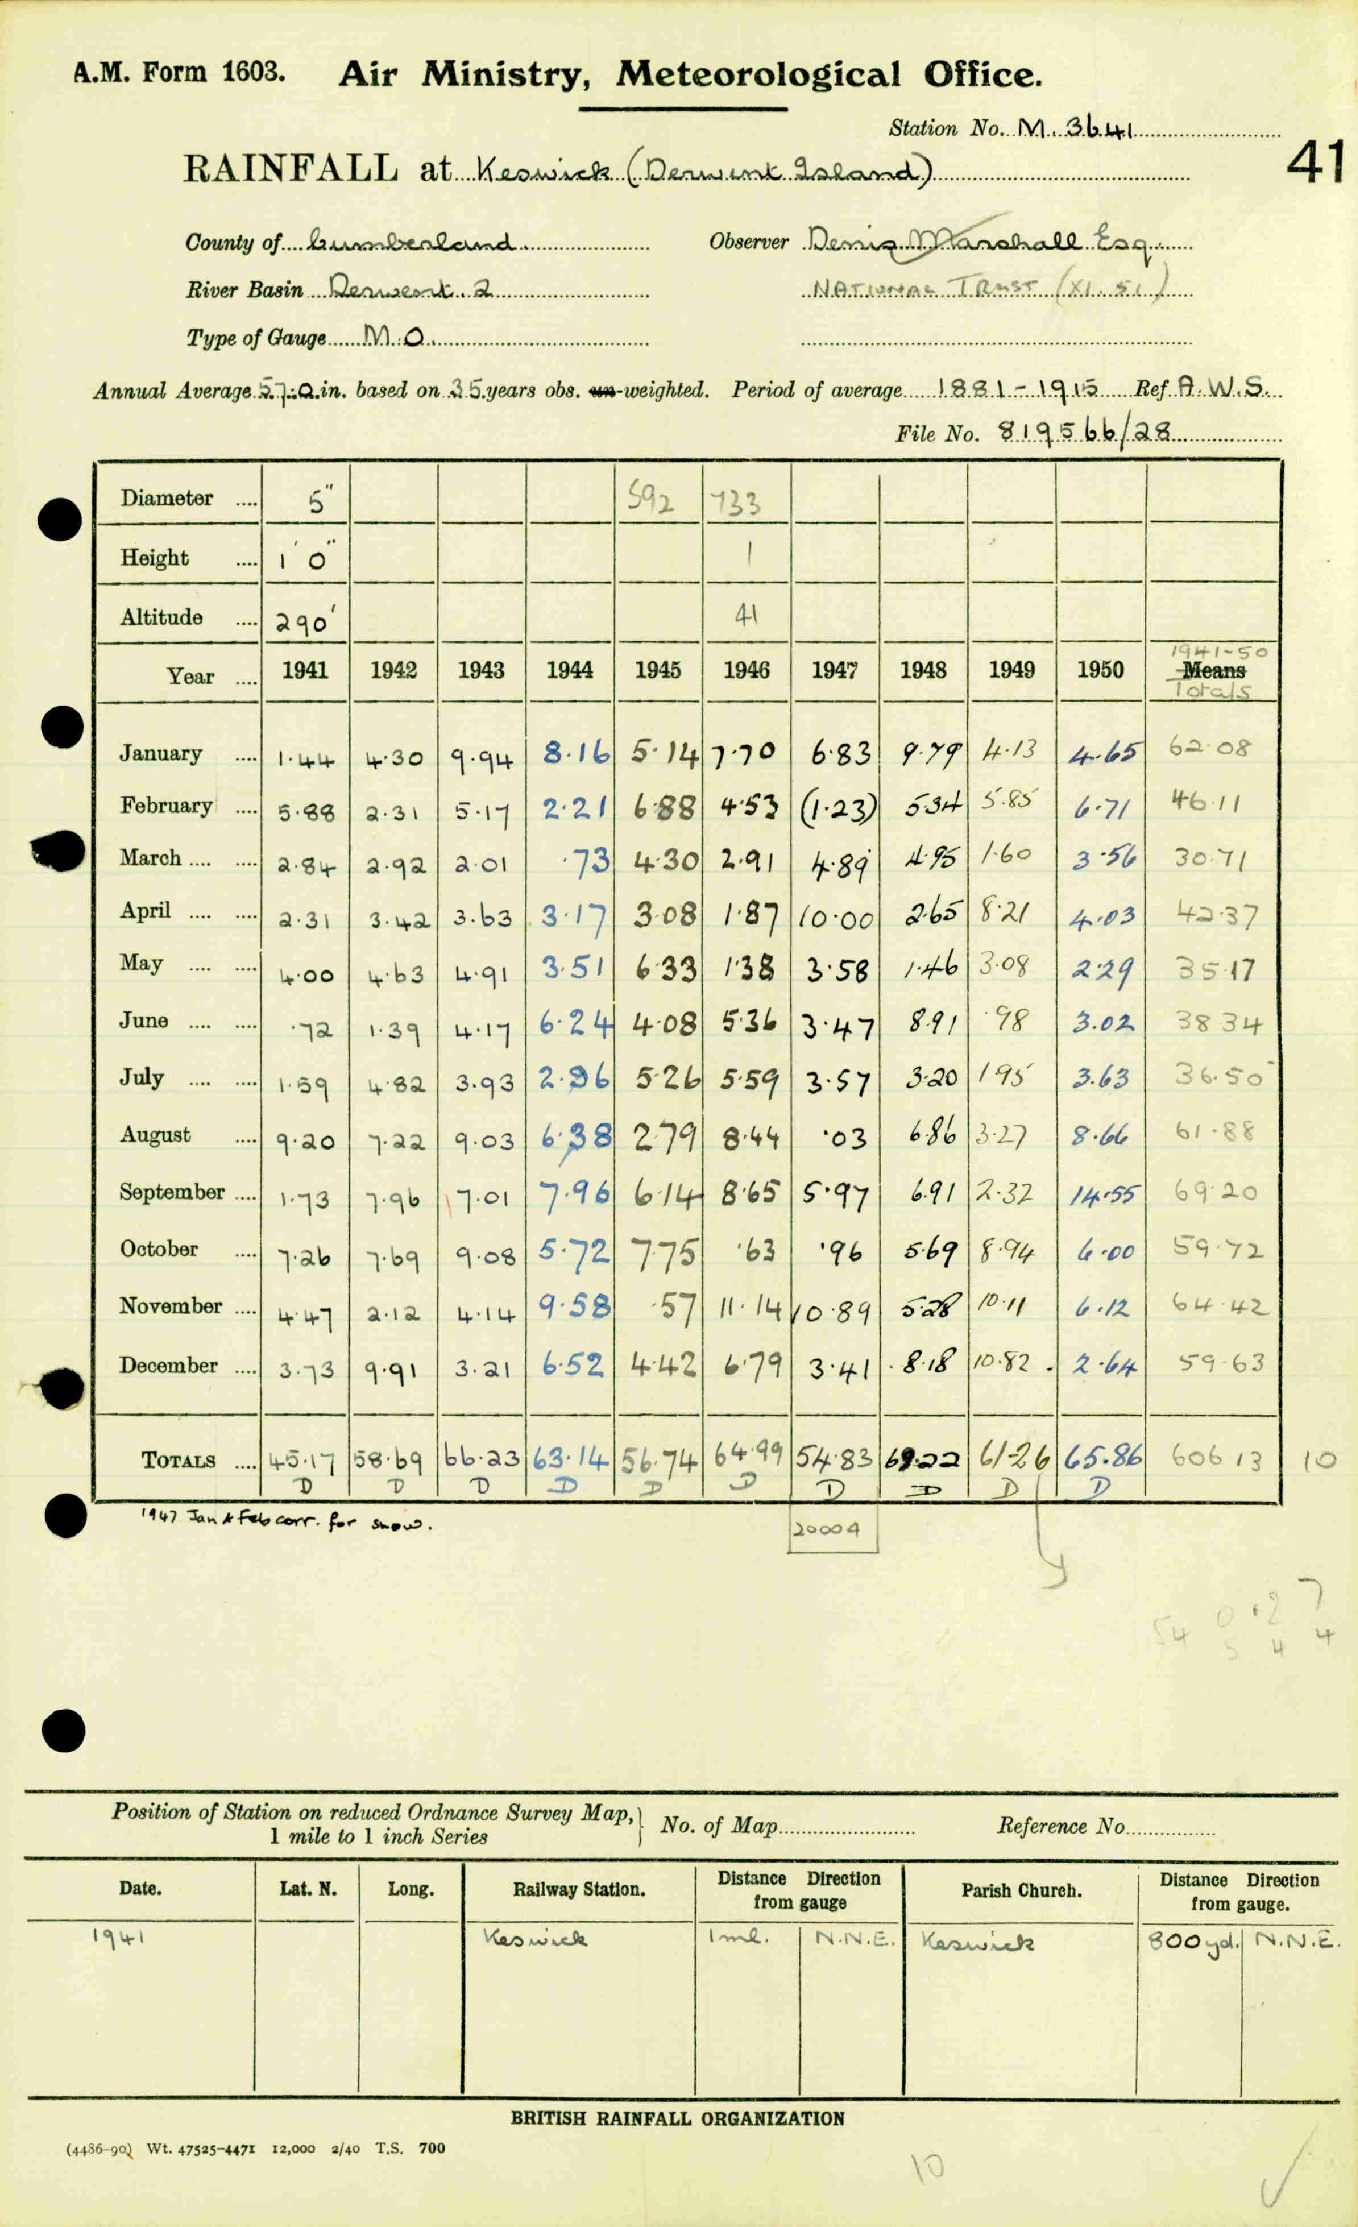 A.M. Form 1603. Air Ministry, Meteorological Office.
Station No. M. 3641
41
RAINFALL at Keswick (Derwent Island)
County of Cumberland Observer Denis Marshall Esq.
River Basin Derwent. 2 NATIONAL TRUST (XI. 51)
Type of Gauge M.O.
Annual Average 57.0 in. based on 35 years obs. un-weighted. Period of average 1881-1915 Ref A.W.S.
File No. 819566/28
Diameter 5" 592 733
Height 1' 0" 1
Altitude 290' 41
1941-50
Year 1941 1942 1943 1944 1945 1946 1947 1948 1949 1950 Means
Totals
January 1.44 4.30 9.94 8.16 5.14 7.70 6.83 9.79 4.13 4.65 62.08
February 5.88 2.31 5.17 2.21 6.88 4.53 (1.23) 5.34 5.85 6.71 46.11
March 2.84 2.92 2.01 .73 4.30 2.91 4.89 4.95 1.60 3.56 30.71
April 2.31 3.42 3.63 3.17 3.08 1.87 10.00 2.65 8.21 4.03 42.37
May 4.00 4.63 4.91 3.51 6.33 1.38 3.58 1.46 3.08 2.29 35.17
June .72 1.39 4.17 6.24 4.08 5.36 3.47 8.91 .98 3.02 38.34
July 1.59 4.82 3.93 2.96 5.26 5.59 3.57 3.20 1.95 3.63 36.50
August 9.20 7.22 9.03 6.38 2.79 8.44 .03 6.86 3.27 8.66 61.88
September 1.73 7.96 7.01 7.96 6.14 8.65 5.97 6.91 2.32 14.55 69.20
October 7.26 7.69 9.08 5.72 7.75 .63 .96 5.69 8.94 6.00 59.72
November 4.47 2.12 4.14 9.58 .57 11.14 10.89 5.28 10.11 6.12 64.42
December 3.73 9.91 3.21 6.52 4.42 6.79 3.41 8.18 10.82 2.64 59.63
TOTALS 45.17 58.69 66.23 63.14 56.74 64.99 54.83 69.22 61.26 65.86 606.13 10
D D D D D D D D D D
1947 Jan & Feb corr. for snow.
20004
Position of Station on reduced Ordnance Survey Map, 1 mile to 1 inch Series No. of Map Reference No.
Date. Lat. N. Long. Railway Station. Distance Direction from gauge Parish Church. Distance Direction from gauge.
1941 Keswick 1 ml. N.N.E. Keswick 800 yd. N.N.E.
BRITISH RAINFALL ORGANIZATION
(4486-90) Wt. 47525-4471 12,000 2/40 T.S. 700
10